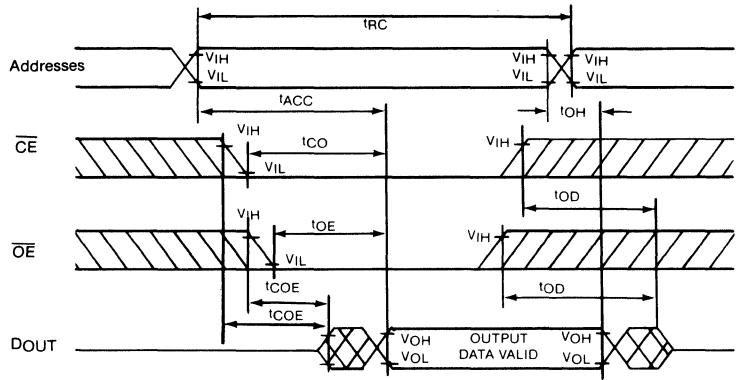 tRC
Addresses
VIH
VIL
VIH
VIL
VIH
VIL
tACC
tOH
CE
VIH
tCO
VIL
VIH
tOD
OE
VIH
tOE
VIL
VIH
tCOE
tOD
tCOE
DOUT
VOH
VOL
OUTPUT
DATA VALID
VOH
VOL